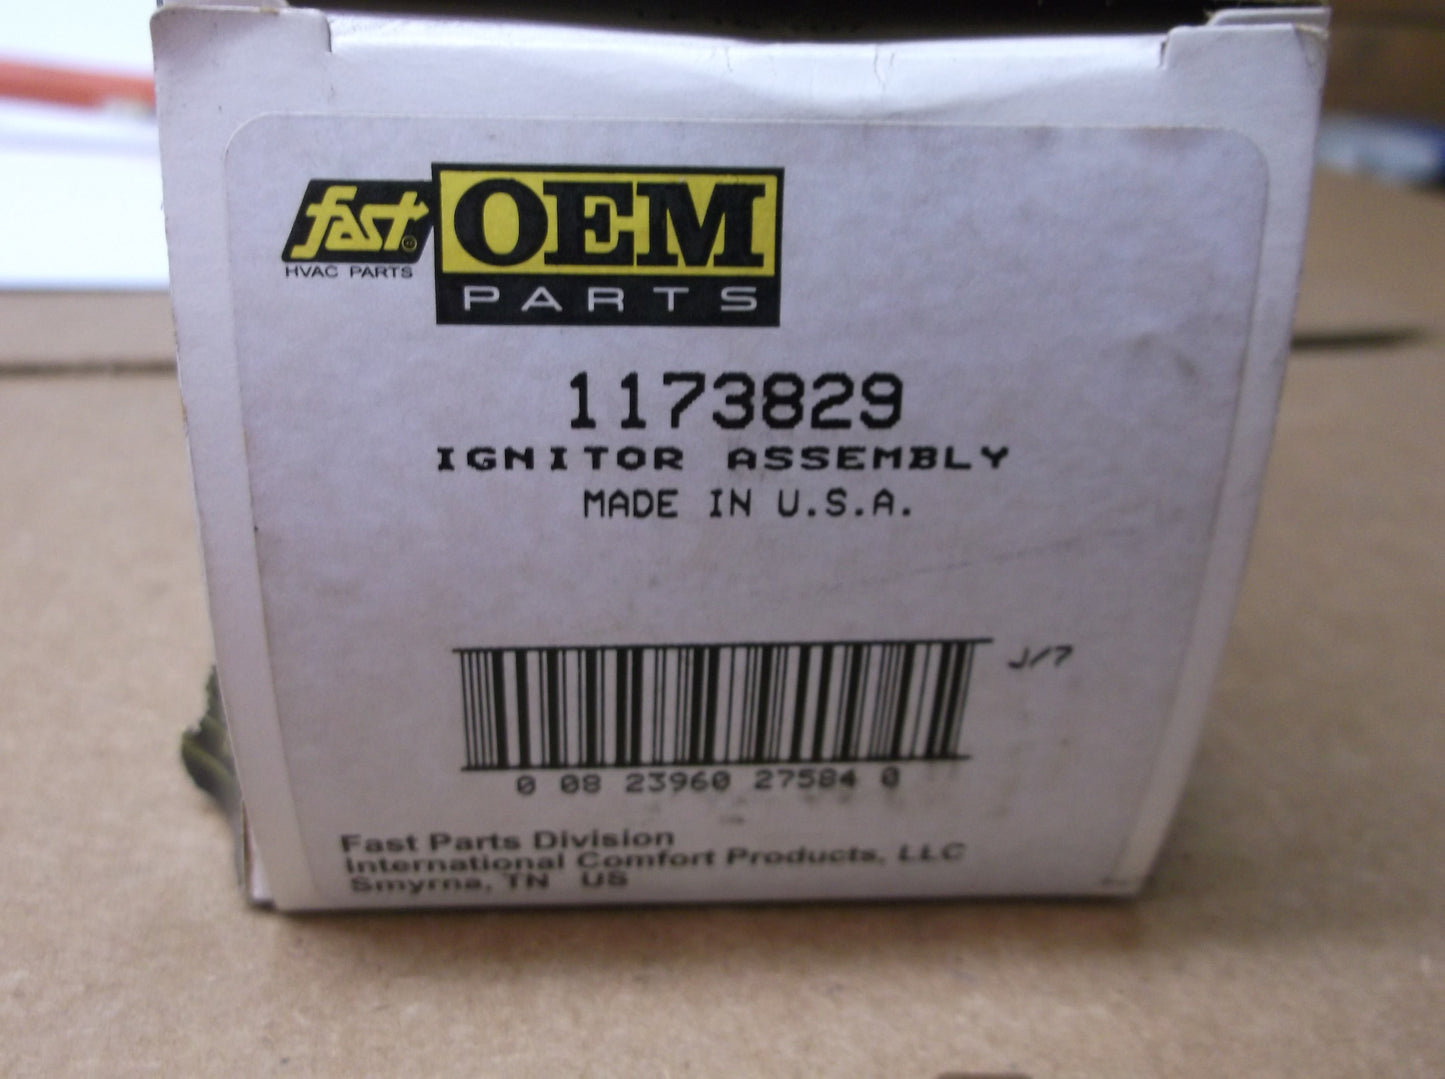 fast OEM
HVAC PARTS
PARTS
1173829
IGNITOR ASSEMBLY
MADE IN U.S.A.
J/7
0 08 23960 27584 0
Fast Parts Division
International Comfort Products, LLC
Smyrna, TN US